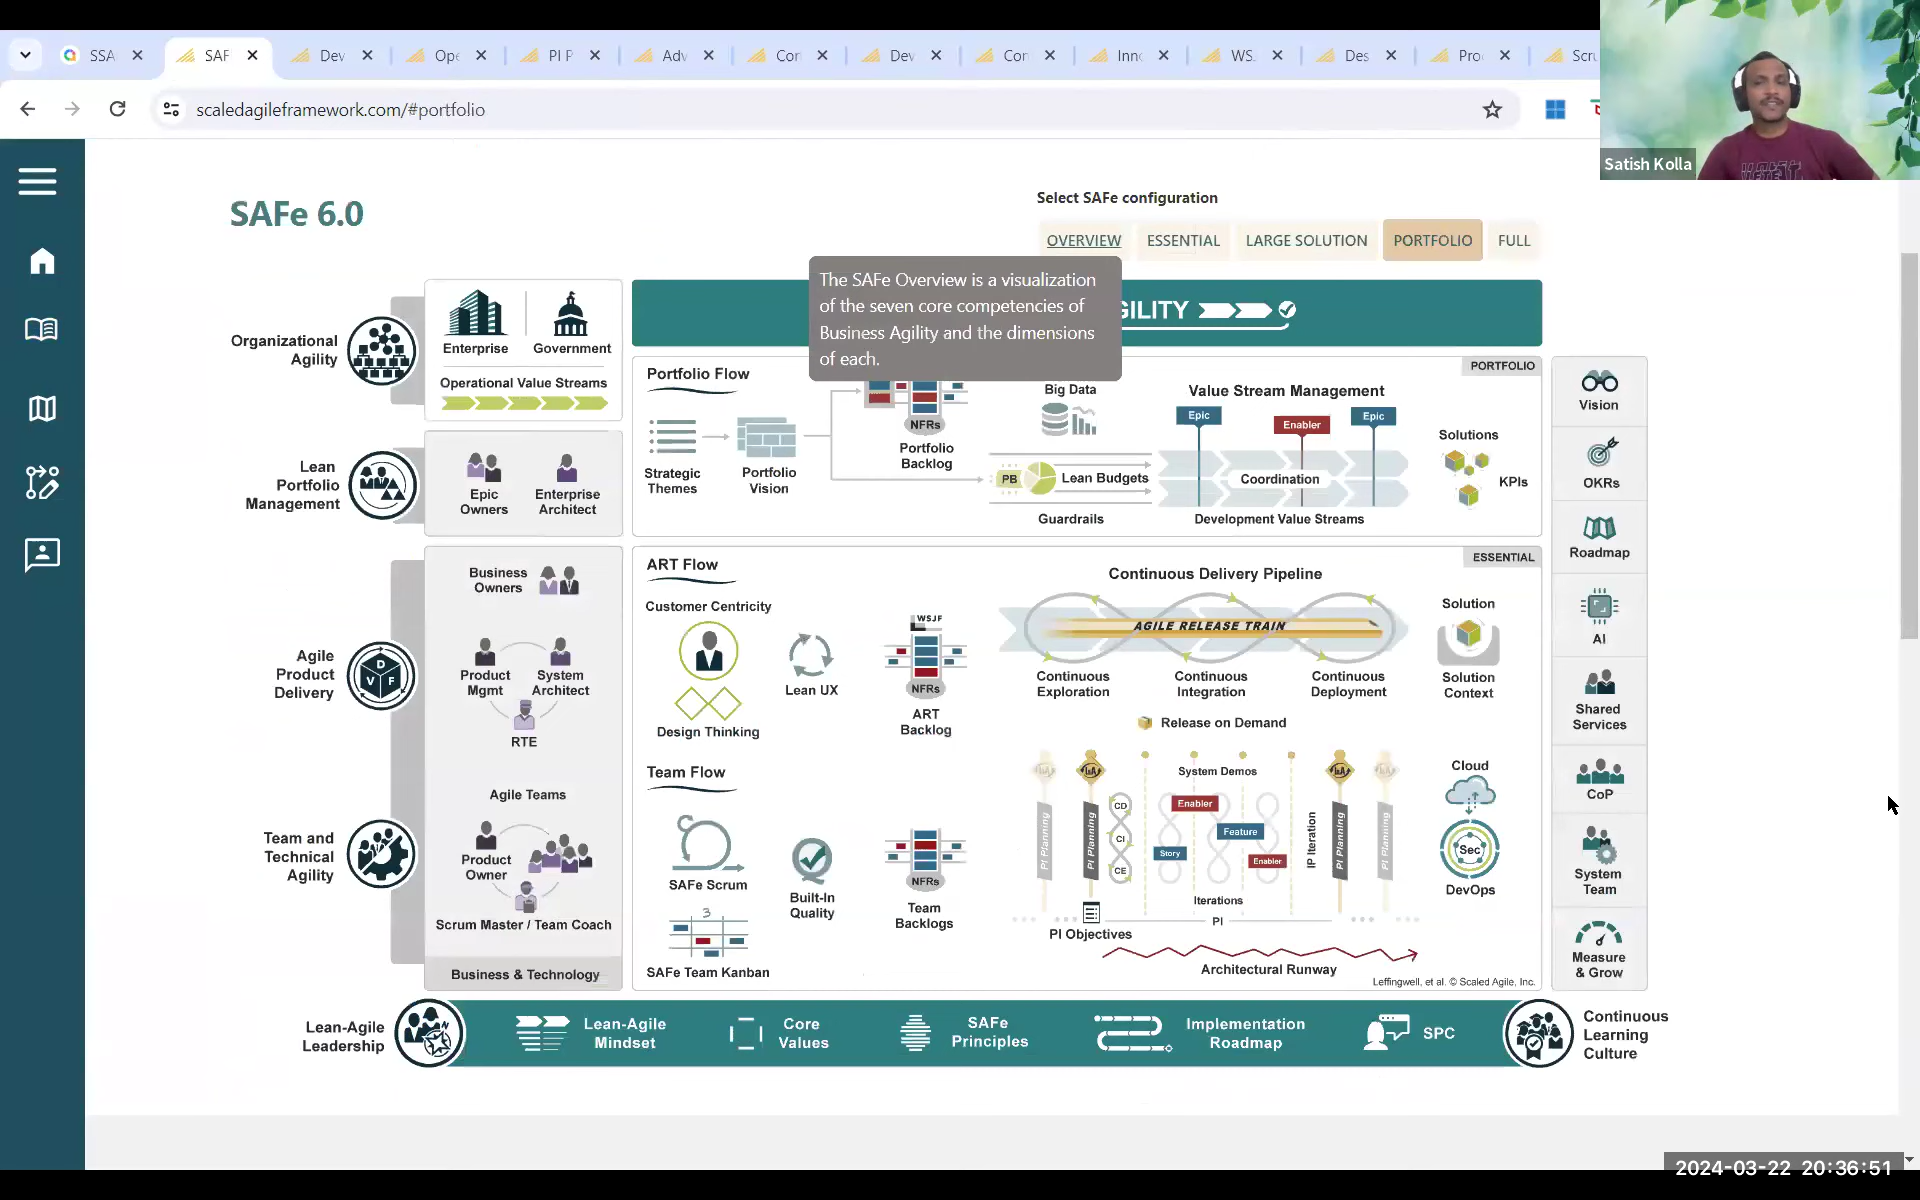 SSA
SAF
Dev
Ope
PI P
Adv
Con
Dev
Con
Inno
WS
Des
Pro
Scr
scaledagileframework.com/#portfolio
Satish Kolla
SAFe 6.0
Select SAFe configuration
OVERVIEW
ESSENTIAL
LARGE SOLUTION
PORTFOLIO
FULL
The SAFe Overview is a visualization
of the seven core competencies of
Business Agility and the dimensions
of each.
GILITY
Organizational
Agility
Enterprise
Government
Operational Value Streams
Lean
Portfolio
Management
Epic
Owners
Enterprise
Architect
PORTFOLIO
Portfolio Flow
Strategic
Themes
Portfolio
Vision
NFRs
Portfolio
Backlog
Big Data
PB
Lean Budgets
Guardrails
Value Stream Management
Epic
Enabler
Epic
Coordination
Development Value Streams
Solutions
KPIs
Vision
OKRs
Roadmap
AI
Shared
Services
CoP
System
Team
Measure
& Grow
Agile
Product
Delivery
D
V
F
Team and
Technical
Agility
Business
Owners
Product
Mgmt
System
Architect
RTE
Agile Teams
Product
Owner
Scrum Master / Team Coach
Business & Technology
ESSENTIAL
ART Flow
Customer Centricity
Design Thinking
Lean UX
WSJF
NFRs
ART
Backlog
Continuous Delivery Pipeline
AGILE RELEASE TRAIN
Continuous
Exploration
Continuous
Integration
Continuous
Deployment
Release on Demand
Solution
Solution
Context
Team Flow
SAFe Scrum
3
SAFe Team Kanban
Built-In
Quality
NFRs
Team
Backlogs
PI Planning
PI Planning
CD
CI
CE
System Demos
Enabler
Feature
Story
Enabler
Iterations
IP Iteration
PI Planning
PI Planning
PI
PI Objectives
Architectural Runway
Cloud
Sec
DevOps
Leffingwell, et al. © Scaled Agile, Inc.
Lean-Agile
Leadership
Lean-Agile
Mindset
Core
Values
SAFe
Principles
Implementation
Roadmap
SPC
Continuous
Learning
Culture
2024-03-22 20:36:51